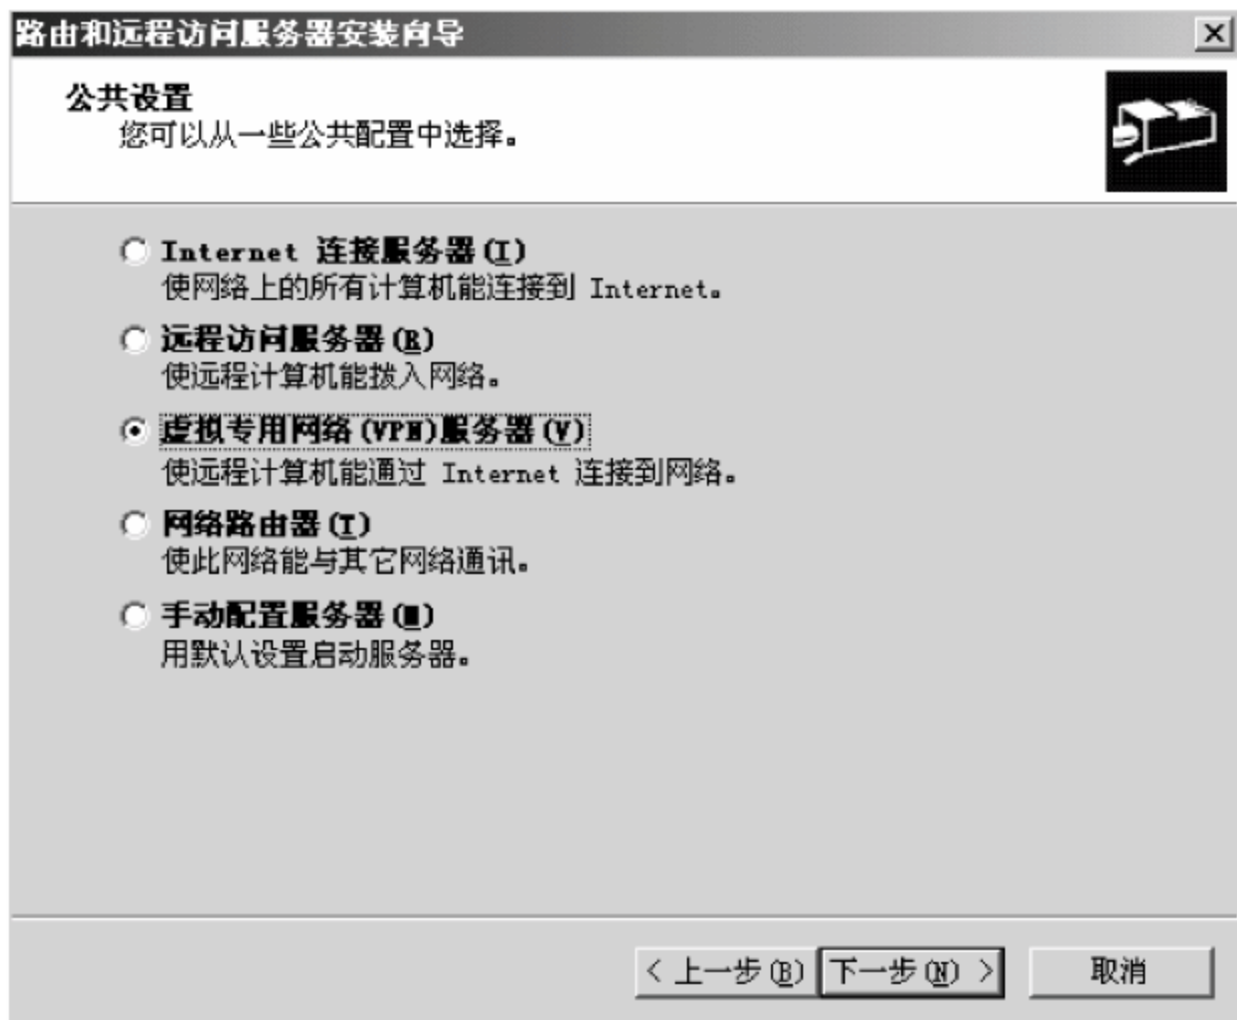 路由和远程访问服务器安装向导
公共设置
您可以从一些公共配置中选择。
Internet 连接服务器(I)
使网络上的所有计算机能连接到 Internet。
远程访问服务器(R)
使远程计算机能拨入网络。
虚拟专用网络(VPN)服务器(V)
使远程计算机能通过 Internet 连接到网络。
网络路由器(T)
使此网络能与其它网络通讯。
手动配置服务器(M)
用默认设置启动服务器。
< 上一步(B) 下一步(N) > 取消